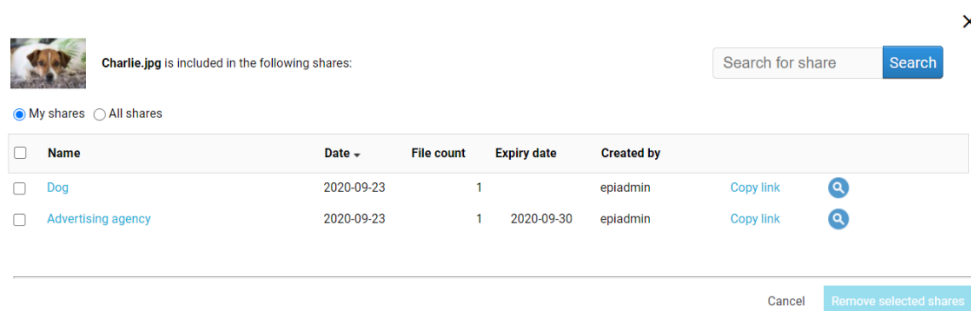 Charlie.jpg is included in the following shares:
Search for share
Search
My shares All shares
Name Date File count Expiry date Created by
Dog 2020-09-23 1 epiadmin Copy link
Advertising agency 2020-09-23 1 2020-09-30 epiadmin Copy link
Cancel Remove selected shares